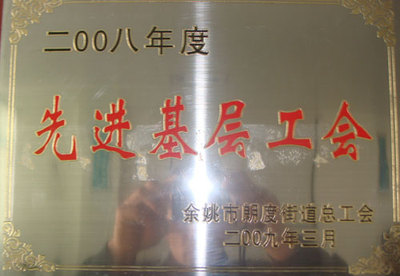 二00八年度
先进基层工会
余姚市朗霞街道总工会
二00九年三月